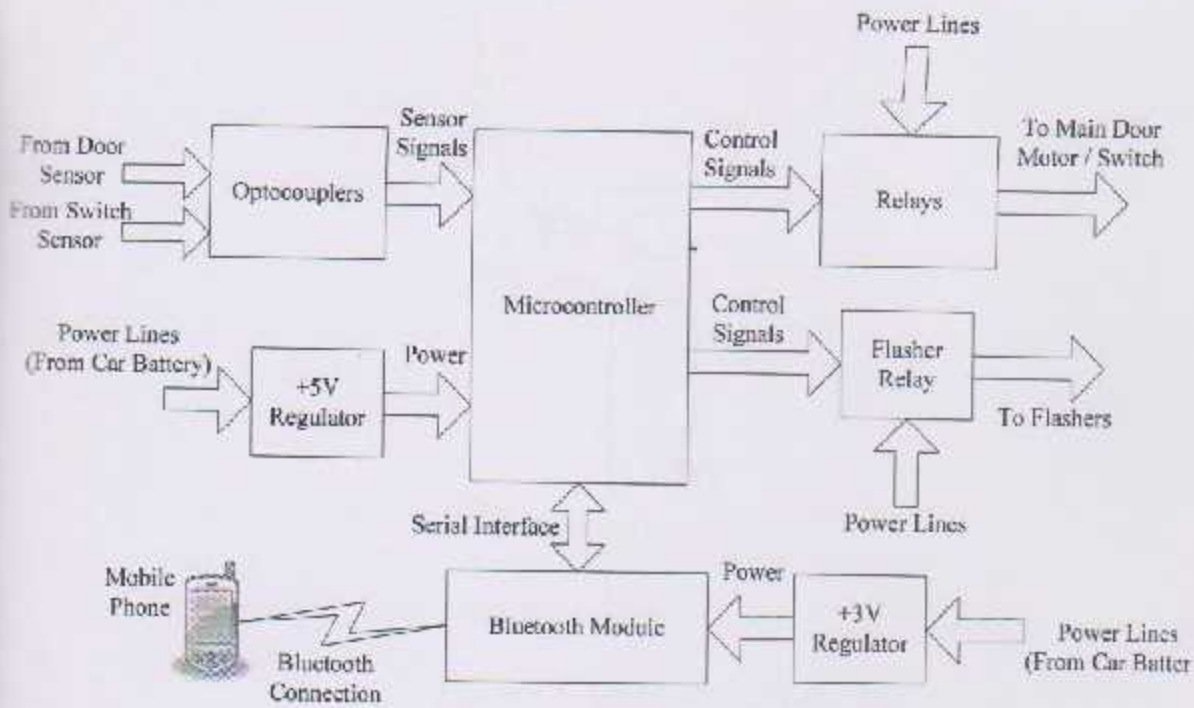 Power Lines
From Door
Sensor
From Switch
Sensor
Optocouplers
Sensor
Signals
Microcontroller
Control
Signals
Relays
To Main Door
Motor / Switch
Power Lines
(From Car Battery)
+5V
Regulator
Power
Control
Signals
Flasher
Relay
To Flashers
Power Lines
Serial Interface
Mobile
Phone
Bluetooth
Connection
Bluetooth Module
Power
+3V
Regulator
Power Lines
(From Car Batter